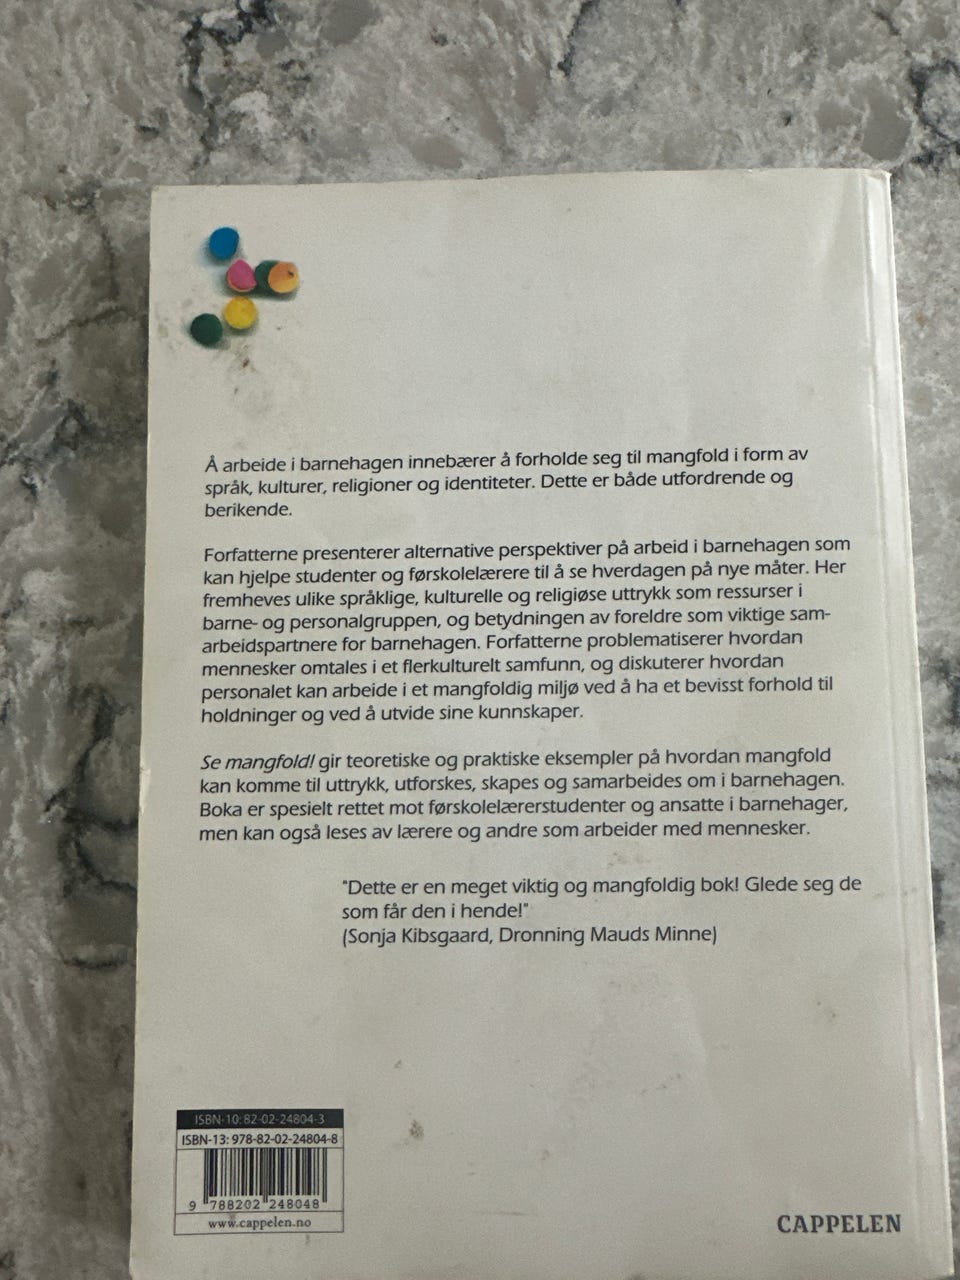 Å arbeide i barnehagen innebærer å forholde seg til mangfold i form av
språk, kulturer, religioner og identiteter. Dette er både utfordrende og
berikende.
Forfatterne presenterer alternative perspektiver på arbeid i barnehagen som
kan hjelpe studenter og førskolelærere til å se hverdagen på nye måter. Her
fremheves ulike språklige, kulturelle og religiøse uttrykk som ressurser i
barne- og personalgruppen, og betydningen av foreldre som viktige sam-
arbeidspartnere for barnehagen. Forfatterne problematiserer hvordan
mennesker omtales i et flerkulturelt samfunn, og diskuterer hvordan
personalet kan arbeide i et mangfoldig miljø ved å ha et bevisst forhold til
holdninger og ved å utvide sine kunnskaper.
Se mangfold! gir teoretiske og praktiske eksempler på hvordan mangfold
kan komme til uttrykk, utforskes, skapes og samarbeides om i barnehagen.
Boka er spesielt rettet mot førskolelærerstudenter og ansatte i barnehager,
men kan også leses av lærere og andre som arbeider med mennesker.
"Dette er en meget viktig og mangfoldig bok! Glede seg de
som får den i hende!"
(Sonja Kibsgaard, Dronning Mauds Minne)
ISBN-10: 82-02-24804-3
ISBN-13: 978-82-02-24804-8
9 788202 248048
www.cappelen.no
CAPPELEN